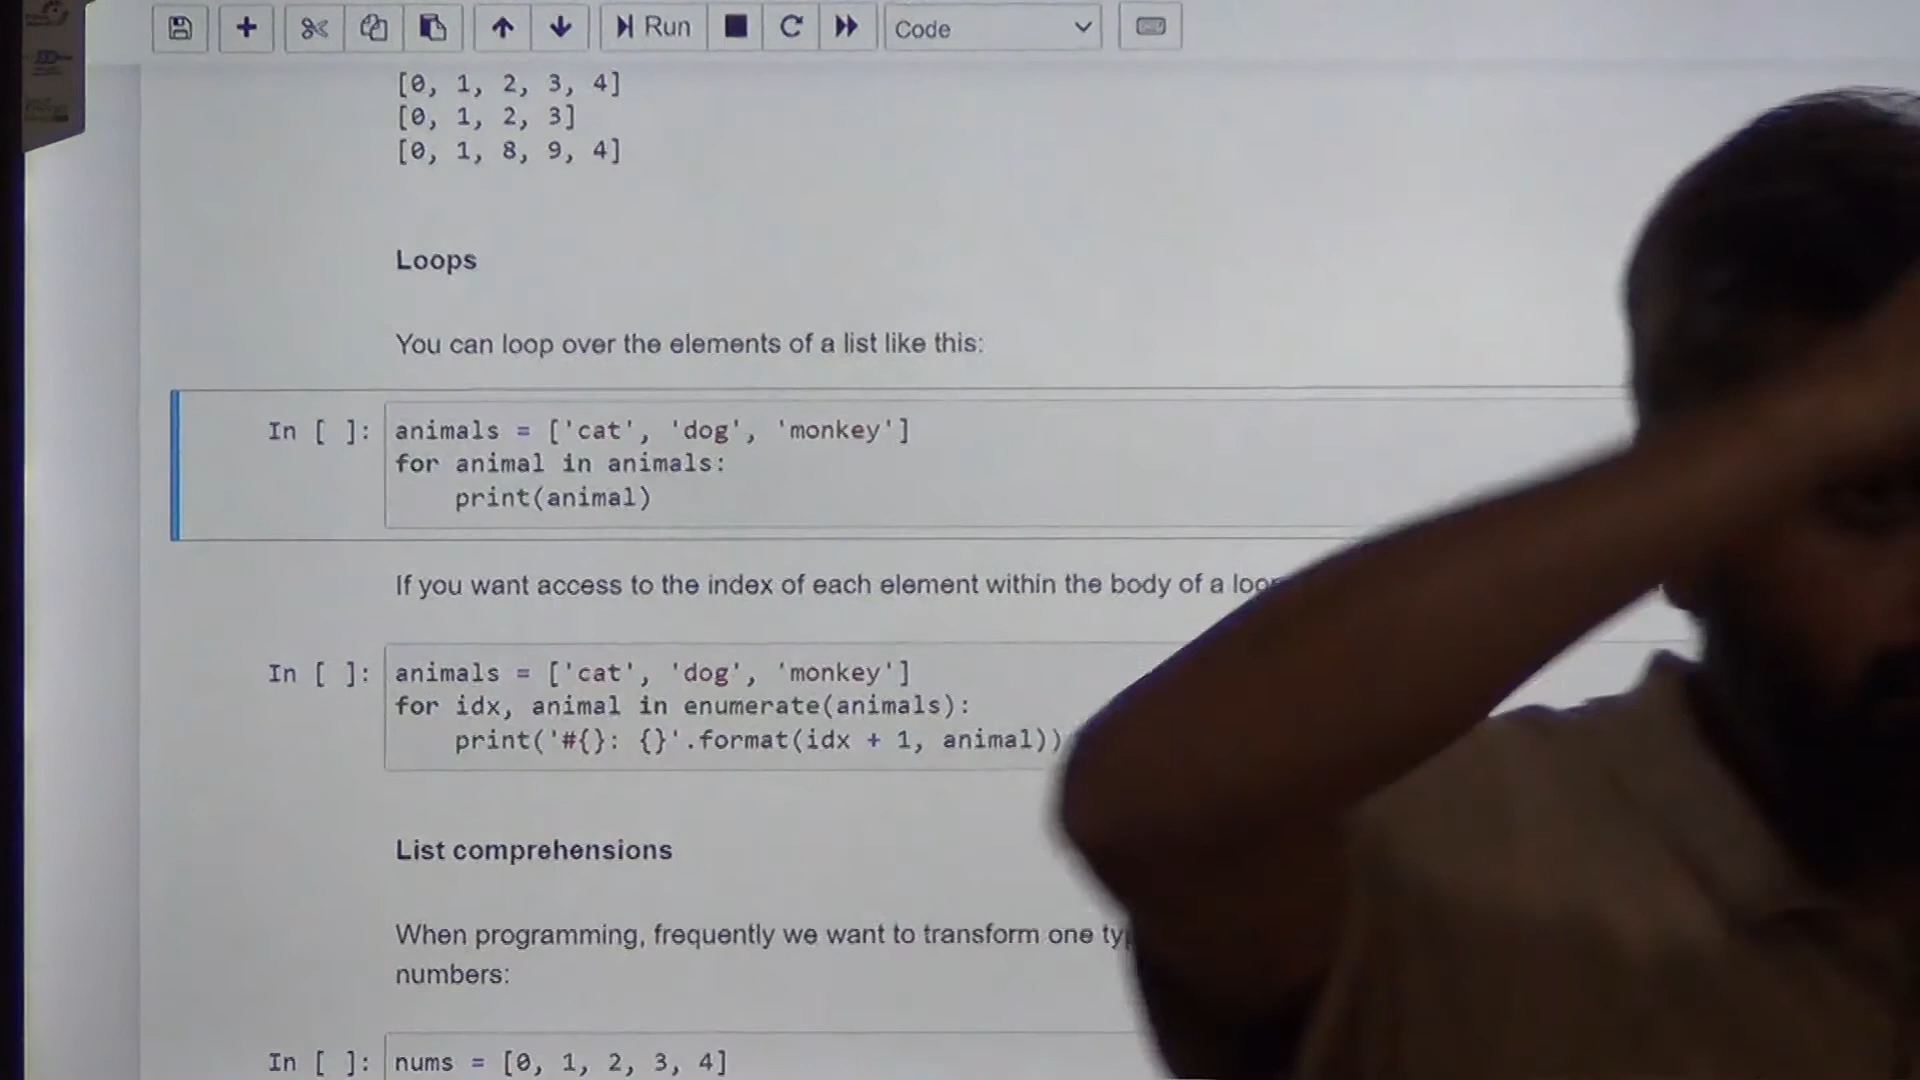 Run
Code
[0, 1, 2, 3, 4]
[0, 1, 2, 3]
[0, 1, 8, 9, 4]
Loops
You can loop over the elements of a list like this:
In [ ]: animals = ['cat', 'dog', 'monkey']
for animal in animals:
print(animal)
If you want access to the index of each element within the body of a
In [ ]: animals = ['cat', 'dog', 'monkey']
for idx, animal in enumerate(animals):
print('#{}: {}'.format(idx + 1, animal))
List comprehensions
When programming, frequently we want to transform one
numbers:
In [ ]: nums = [0, 1, 2, 3, 4]